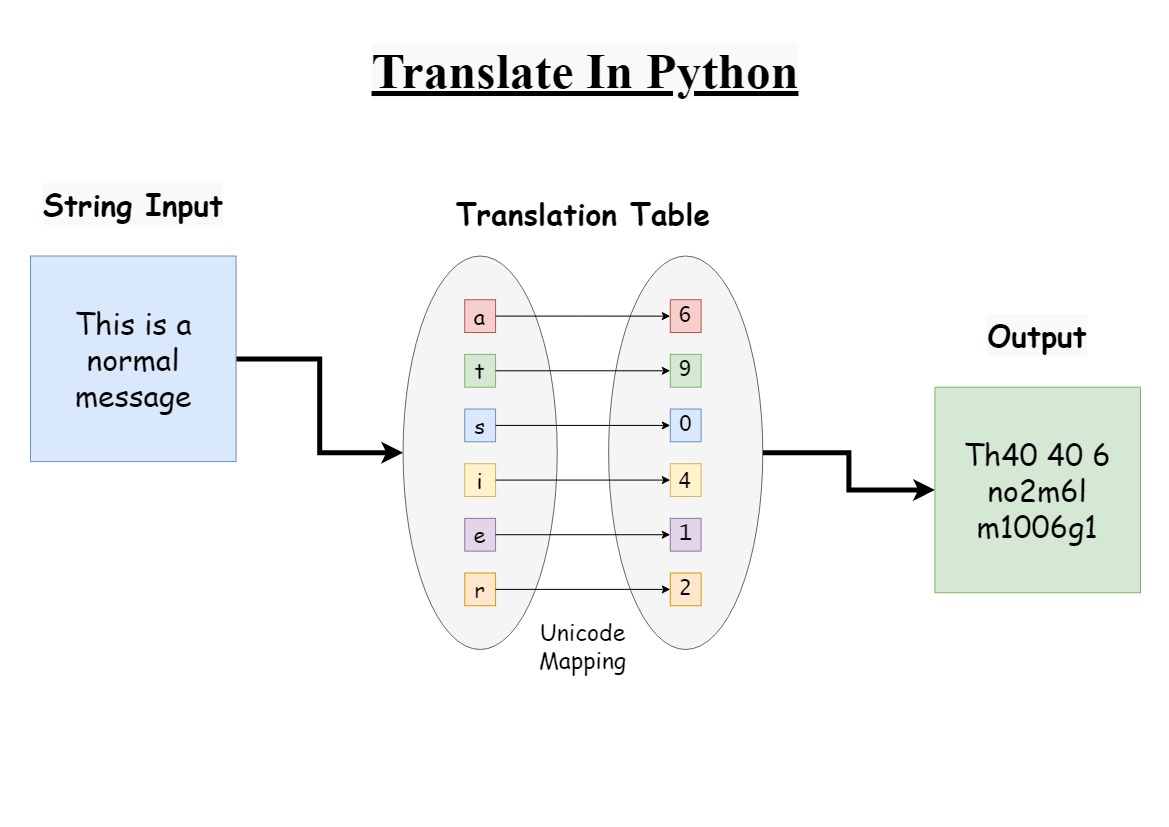 Translate In Python
String Input
This is a
normal
message
Translation Table
a
6
t
9
s
0
i
4
e
1
r
2
Unicode
Mapping
Output
Th40 40 6
no2m6l
m1006g1